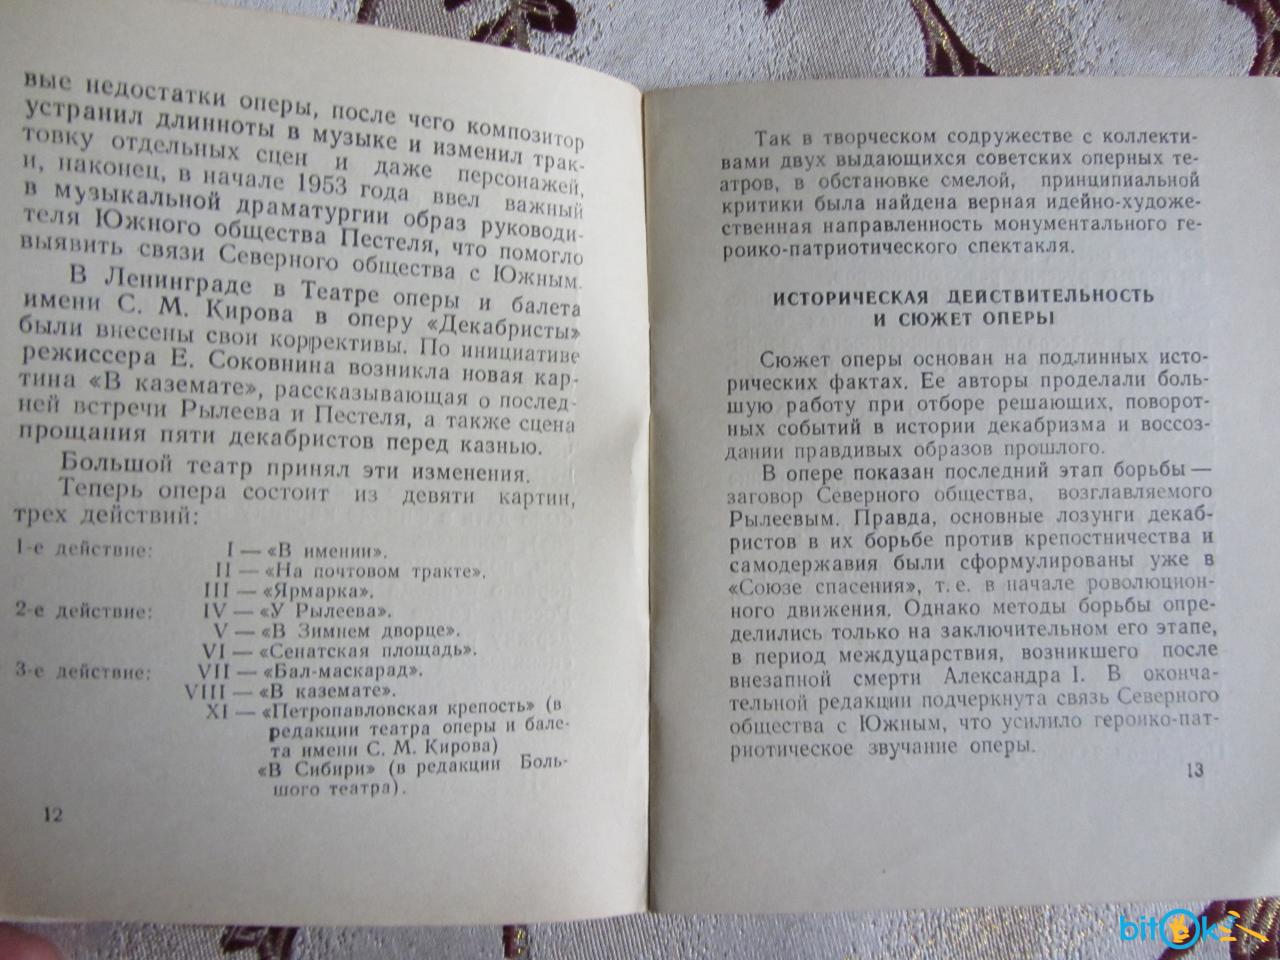 вые недостатки оперы, после чего композитор
устранил длинноты в музыке и изменил трак-
товку отдельных сцен и даже персонажей,
и, наконец, в начале 1953 года ввел важный
в музыкальной драматургии образ руководи-
теля Южного общества Пестеля, что помогло
выявить связи Северного общества с Южным.
В Ленинграде в Театре оперы и балета
имени С. М. Кирова в оперу «Декабристы»
были внесены свои коррективы. По инициативе
режиссера Е. Соковнина возникла новая кар-
тина «В каземате», рассказывающая о послед-
ней встречи Рылеева и Пестеля, а также сцена
прощания пяти декабристов перед казнью.
Большой театр принял эти изменения.
Теперь опера состоит из девяти картин,
трех действий:
1-е действие: I — «В имении».
II — «На почтовом тракте».
III — «Ярмарка».
2-е действие: IV — «У Рылеева».
V — «В Зимнем дворце».
VI — «Сенатская площадь».
3-е действие: VII — «Бал-маскарад».
VIII — «В каземате».
XI — «Петропавловская крепость» (в
редакции театра оперы и бале-
та имени С. М. Кирова)
«В Сибири» (в редакции Боль-
шого театра).
12
Так в творческом содружестве с коллекти-
вами двух выдающихся советских оперных те-
атров, в обстановке смелой, принципиальной
критики была найдена верная идейно-художе-
ственная направленность монументального ге-
роико-патриотического спектакля.
ИСТОРИЧЕСКАЯ ДЕЙСТВИТЕЛЬНОСТЬ
И СЮЖЕТ ОПЕРЫ
Сюжет оперы основан на подлинных исто-
рических фактах. Ее авторы проделали боль-
шую работу при отборе решающих, поворот-
ных событий в истории декабризма и воссоз-
дании правдивых образов прошлого.
В опере показан последний этап борьбы —
заговор Северного общества, возглавляемого
Рылеевым. Правда, основные лозунги декаб-
ристов в их борьбе против крепостничества и
самодержавия были сформулированы уже в
«Союзе спасения», т. е. в начале роволюцион-
ного движения. Однако методы борьбы опре-
делились только на заключительном его этапе,
в период междуцарствия, возникшего после
внезапной смерти Александра I. В оконча-
тельной редакции подчеркнута связь Северного
общества с Южным, что усилило героико-пат-
риотическое звучание оперы.
13
bitOk